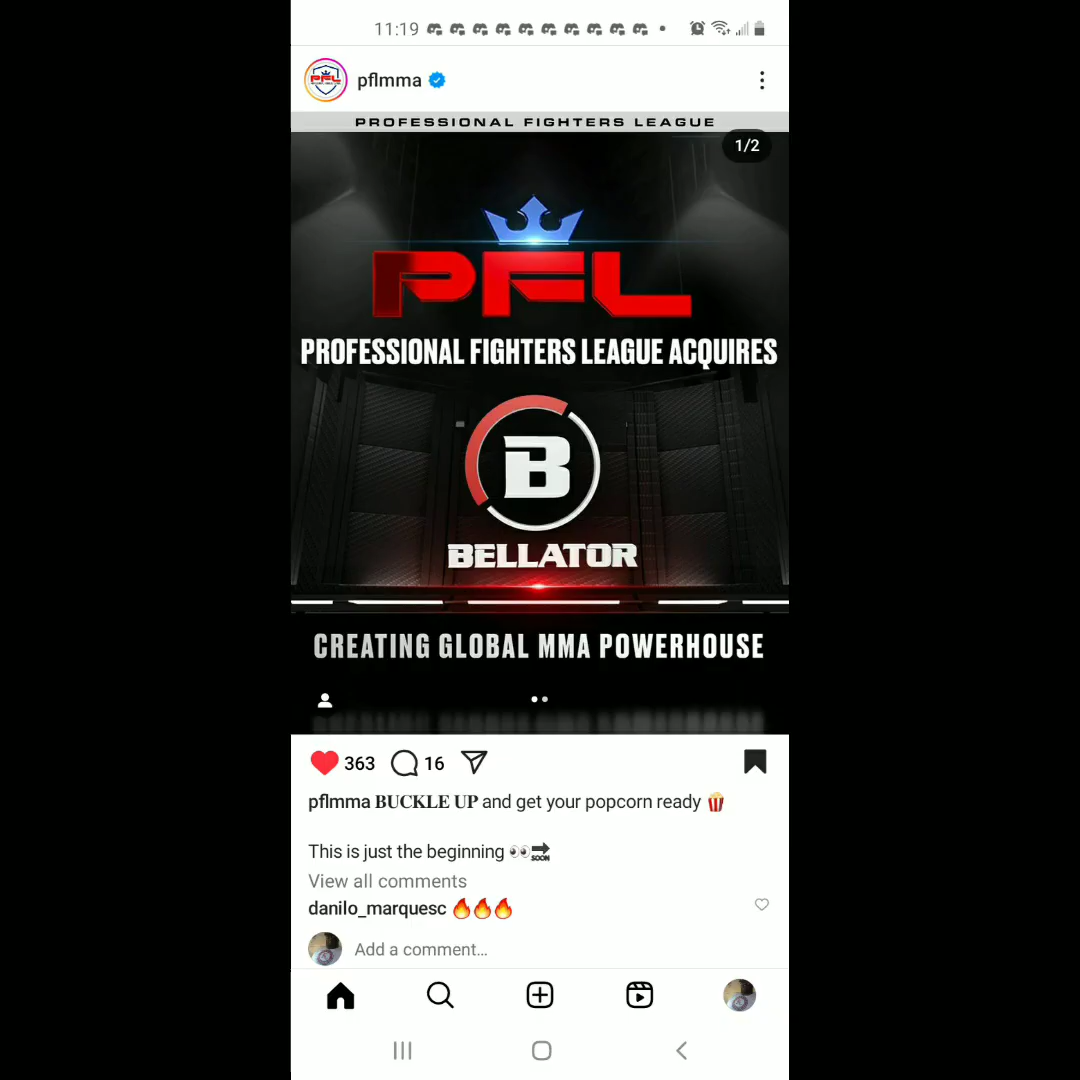 11:19
pflmma
PROFESSIONAL FIGHTERS LEAGUE
1/2
PFL
PROFESSIONAL FIGHTERS LEAGUE ACQUIRES
B
BELLATOR
CREATING GLOBAL MMA POWERHOUSE
363 16
pflmma BUCKLE UP and get your popcorn ready 🍿
This is just the beginning 👀🔜
View all comments
danilo_marquesc 🔥🔥🔥
Add a comment...